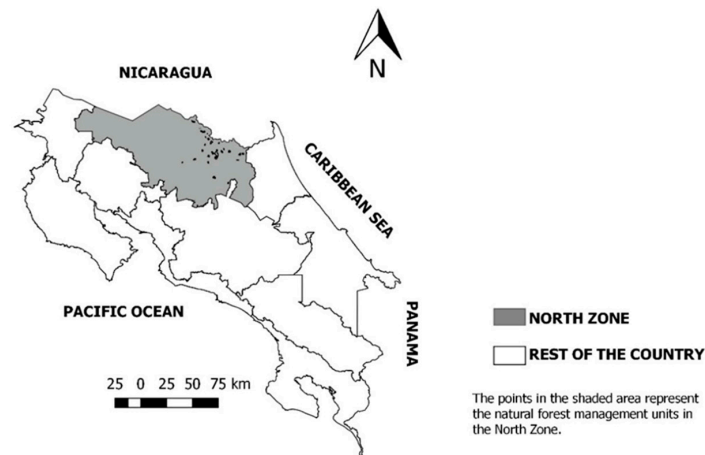 N
NICARAGUA
CARIBBEAN SEA
PACIFIC OCEAN
PANAMA
25 0 25 50 75 km
NORTH ZONE
REST OF THE COUNTRY
The points in the shaded area represent
the natural forest management units in
the North Zone.